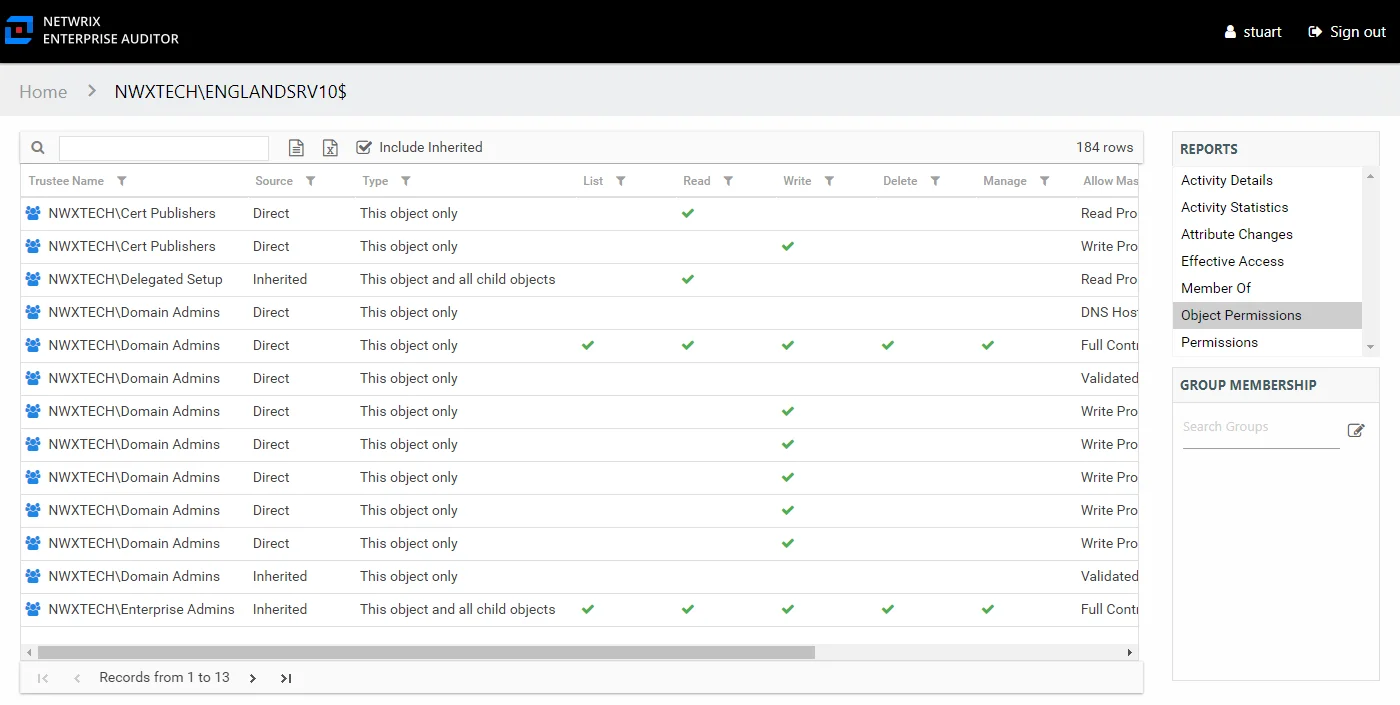 NETWRIX
ENTERPRISE AUDITOR
stuart Sign out
Home > NWXTECH\ENGLANDSRV10$
Include Inherited 184 rows
Trustee Name Source Type List Read Write Delete Manage Allow Mas
NWXTECH\Cert Publishers Direct This object only Read Pro
NWXTECH\Cert Publishers Direct This object only Write Pro
NWXTECH\Delegated Setup Inherited This object and all child objects Read Pro
NWXTECH\Domain Admins Direct This object only DNS Host
NWXTECH\Domain Admins Direct This object only Full Contr
NWXTECH\Domain Admins Direct This object only Validated
NWXTECH\Domain Admins Direct This object only Write Pro
NWXTECH\Domain Admins Direct This object only Write Pro
NWXTECH\Domain Admins Direct This object only Write Pro
NWXTECH\Domain Admins Direct This object only Write Pro
NWXTECH\Domain Admins Direct This object only Write Pro
NWXTECH\Domain Admins Inherited This object only Validated
NWXTECH\Enterprise Admins Inherited This object and all child objects Full Contr
Records from 1 to 13
REPORTS
Activity Details
Activity Statistics
Attribute Changes
Effective Access
Member Of
Object Permissions
Permissions
GROUP MEMBERSHIP
Search Groups